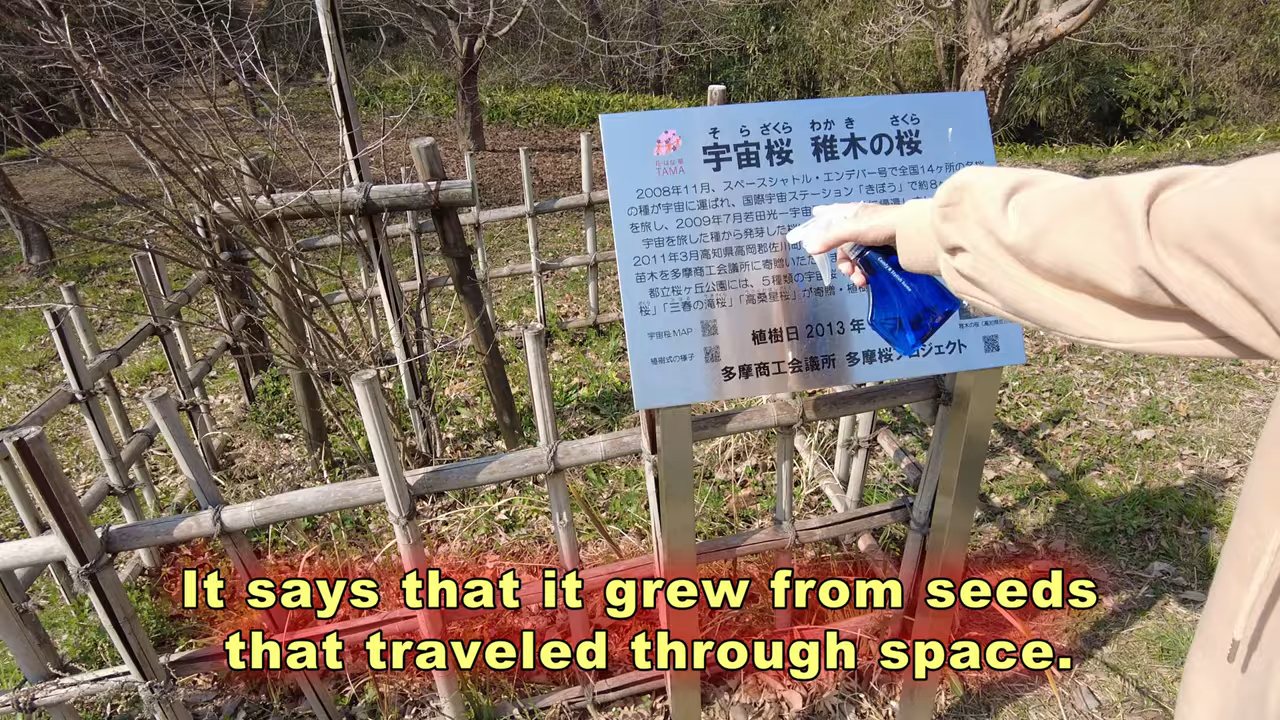 そらざくら わかき さくら
宇宙桜 稚木の桜
TAMA
2008年11月、スペースシャトル・エンデバー号で全国14ヶ所の
の種が宇宙に運ばれ、国際宇宙ステーション「きぼう」で約8
を旅し、2009年7月若田光一宇宙
宇宙を旅した種から発芽した
2011年3月高知県高岡郡佐川町
苗木を多摩商工会議所に寄贈いただ
都立桜ヶ丘公園には、5種類の宇宙
桜」「三春の滝桜」「高桑星桜」が寄贈・植樹
宇宙桜MAP
植樹日 2013年
植樹式の様子
多摩商工会議所 多摩桜プロジェクト
It says that it grew from seeds
that traveled through space.